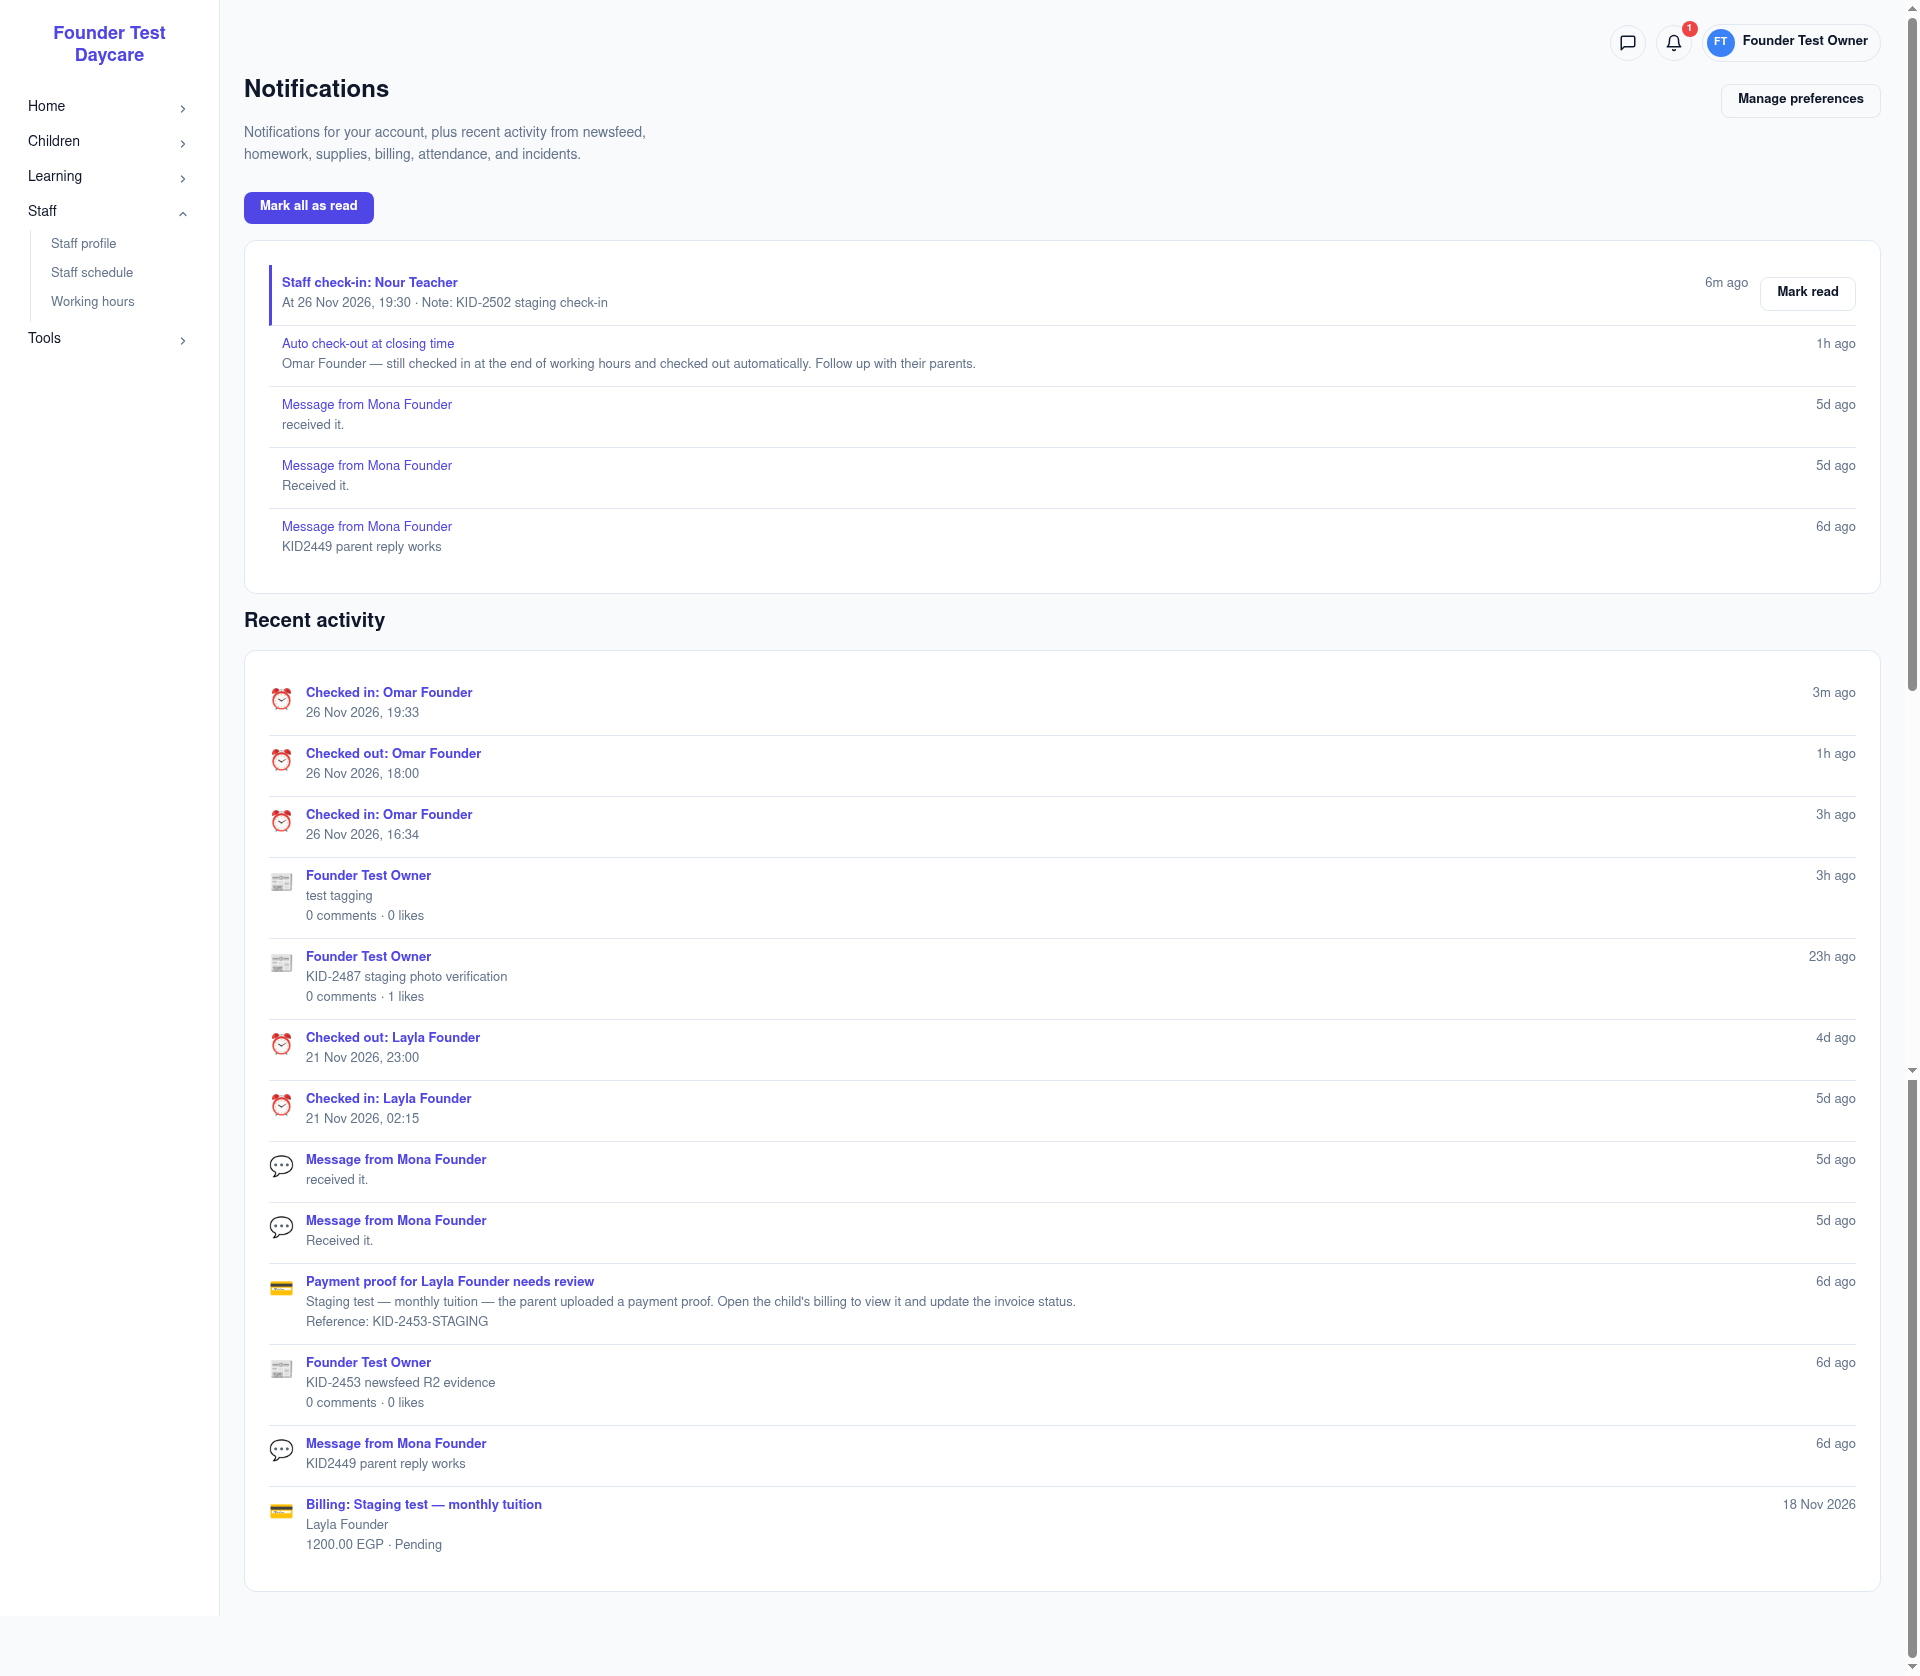 Founder Test
Daycare
Home
Children
Learning
Staff
Staff profile
Staff schedule
Working hours
Tools
1
FT
Founder Test Owner
Notifications
Manage preferences
Notifications for your account, plus recent activity from newsfeed,
homework, supplies, billing, attendance, and incidents.
Mark all as read
Staff check-in: Nour Teacher
6m ago
Mark read
At 26 Nov 2026, 19:30 · Note: KID-2502 staging check-in
Auto check-out at closing time
1h ago
Omar Founder — still checked in at the end of working hours and checked out automatically. Follow up with their parents.
Message from Mona Founder
5d ago
received it.
Message from Mona Founder
5d ago
Received it.
Message from Mona Founder
6d ago
KID2449 parent reply works
Recent activity
Checked in: Omar Founder
3m ago
26 Nov 2026, 19:33
Checked out: Omar Founder
1h ago
26 Nov 2026, 18:00
Checked in: Omar Founder
3h ago
26 Nov 2026, 16:34
Founder Test Owner
3h ago
test tagging
0 comments · 0 likes
Founder Test Owner
23h ago
KID-2487 staging photo verification
0 comments · 1 likes
Checked out: Layla Founder
4d ago
21 Nov 2026, 23:00
Checked in: Layla Founder
5d ago
21 Nov 2026, 02:15
Message from Mona Founder
5d ago
received it.
Message from Mona Founder
5d ago
Received it.
Payment proof for Layla Founder needs review
6d ago
Staging test — monthly tuition — the parent uploaded a payment proof. Open the child's billing to view it and update the invoice status.
Reference: KID-2453-STAGING
Founder Test Owner
6d ago
KID-2453 newsfeed R2 evidence
0 comments · 0 likes
Message from Mona Founder
6d ago
KID2449 parent reply works
Billing: Staging test — monthly tuition
18 Nov 2026
Layla Founder
1200.00 EGP · Pending